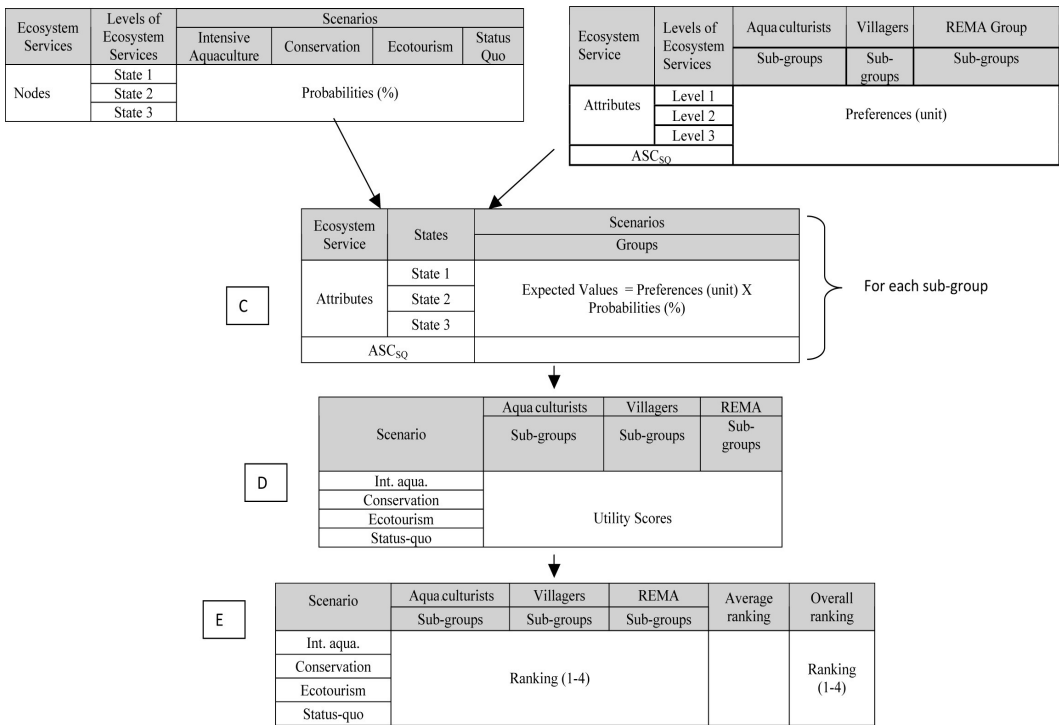 Ecosystem Services
Levels of Ecosystem Services
Scenarios
Intensive Aquaculture
Conservation
Ecotourism
Status Quo
Nodes
State 1
State 2
State 3
Probabilities (%)
Ecosystem Service
Levels of Ecosystem Services
Aqua culturists
Villagers
REMA Group
Sub-groups
Sub-groups
Sub-groups
Attributes
Level 1
Level 2
Level 3
Preferences (unit)
ASC_SQ
C
Ecosystem Service
States
Scenarios
Groups
Attributes
State 1
State 2
State 3
Expected Values = Preferences (unit) X
Probabilities (%)
ASC_SQ
For each sub-group
D
Scenario
Aqua culturists
Villagers
REMA
Sub-groups
Sub-groups
Sub-groups
Int. aqua.
Conservation
Ecotourism
Status-quo
Utility Scores
E
Scenario
Aqua culturists
Villagers
REMA
Average ranking
Overall ranking
Sub-groups
Sub-groups
Sub-groups
Int. aqua.
Conservation
Ecotourism
Status-quo
Ranking (1-4)
Ranking (1-4)